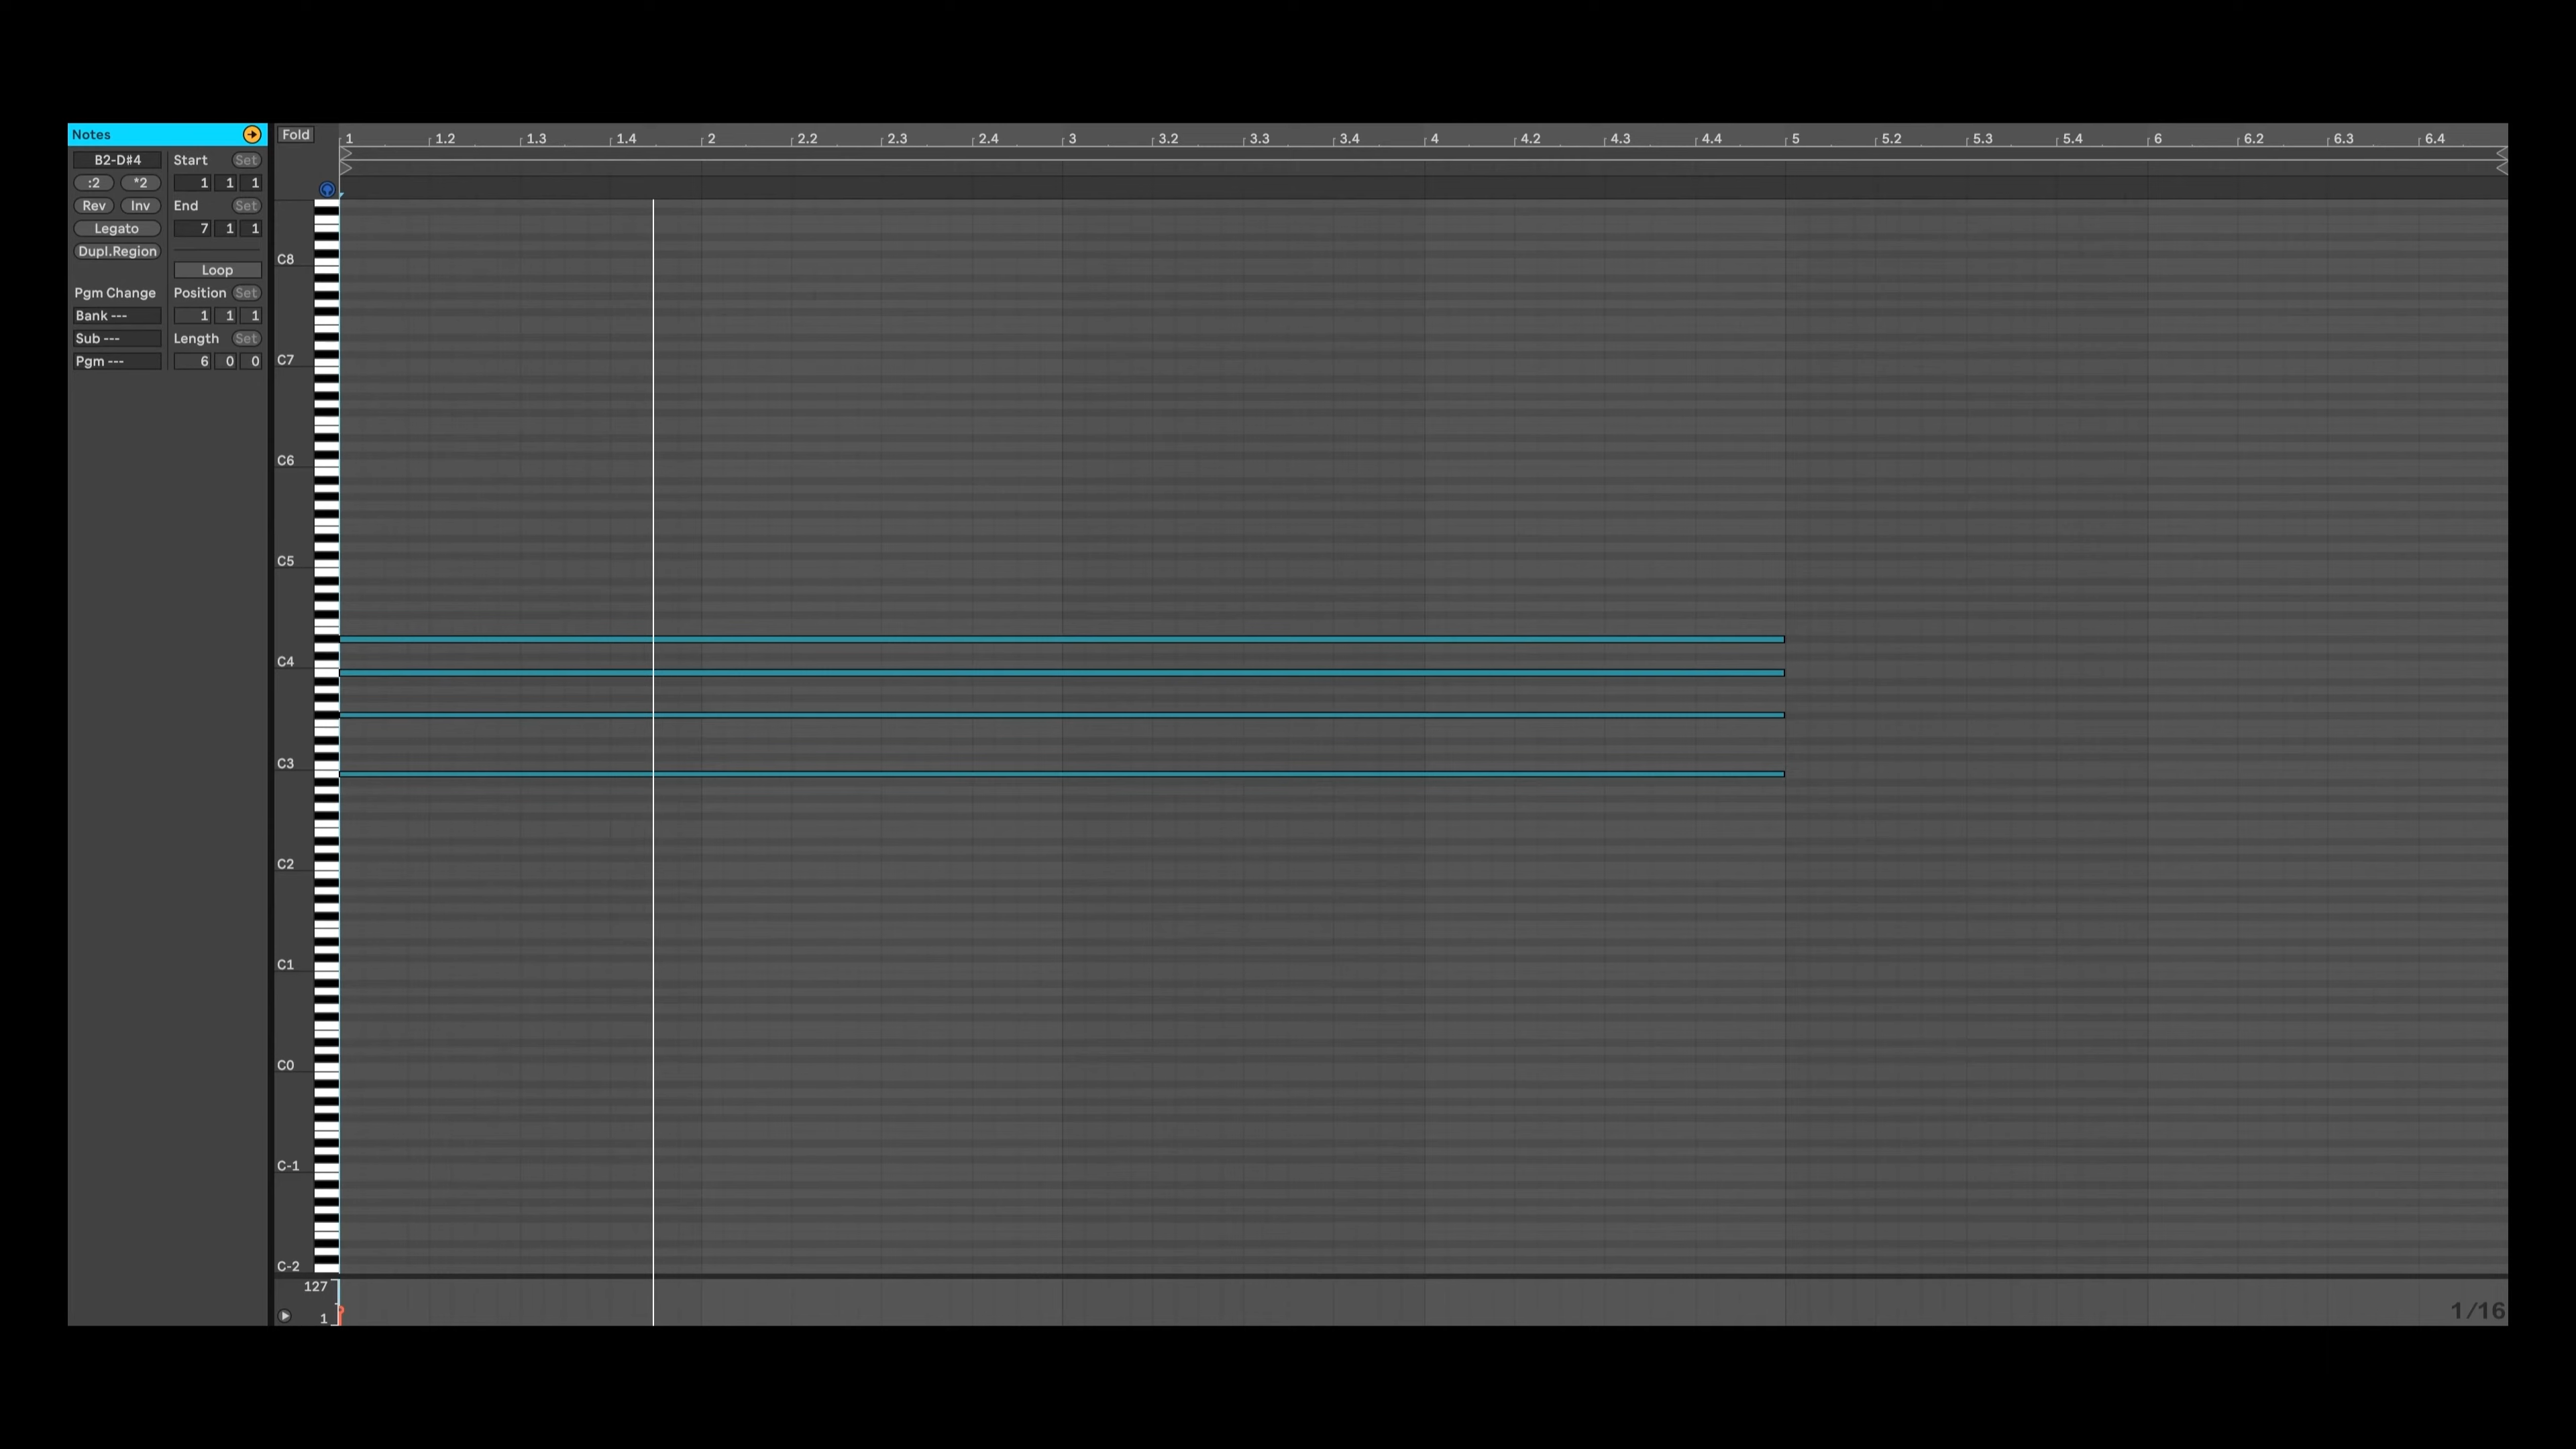 Notes
B2-D#4 Start Set
:2 *2 1 1 1
Rev Inv End Set
Legato 7 1 1
Dupl.Region
Loop
Pgm Change Position Set
Bank --- 1 1 1
Sub --- Length Set
Pgm --- 6 0 0
Fold
1 1.2 1.3 1.4 2 2.2 2.3 2.4 3 3.2 3.3 3.4 4 4.2 4.3 4.4 5 5.2 5.3 5.4 6 6.2 6.3 6.4
C8
C7
C6
C5
C4
C3
C2
C1
C0
C-1
C-2
127
1
1/16